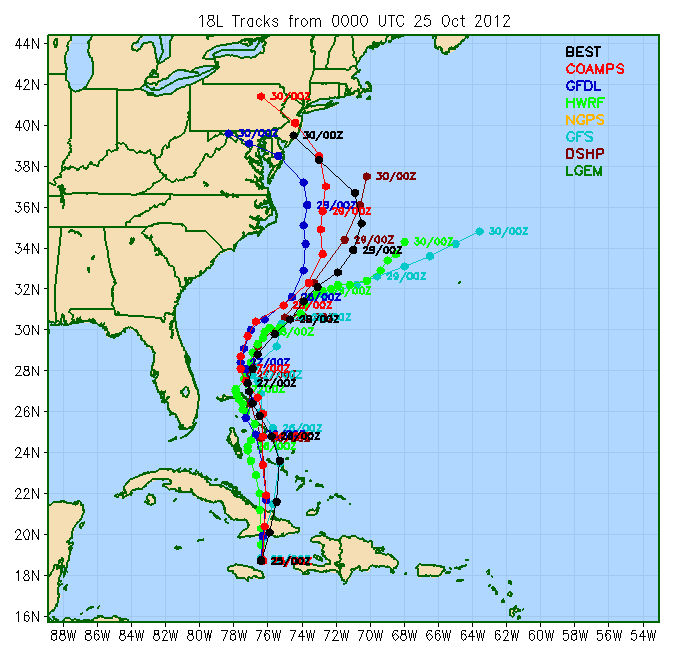 18L Tracks from 0000 UTC 25 Oct 2012
44N
42N
40N
38N
36N
34N
32N
30N
28N
26N
24N
22N
20N
18N
16N
BEST
COAMPS
GFDL
HWRF
NGPS
GFS
DSHP
LGEM
30/00Z
30/00Z
30/00Z
30/00Z
29/00Z
29/00Z
30/00Z
30/00Z
29/00Z
29/00Z
29/00Z
28/00Z
28/00Z
28/00Z
27/00Z
27/00Z
26/00Z
26/00Z
25/00Z
88W 86W 84W 82W 80W 78W 76W 74W 72W 70W 68W 66W 64W 62W 60W 58W 56W 54W